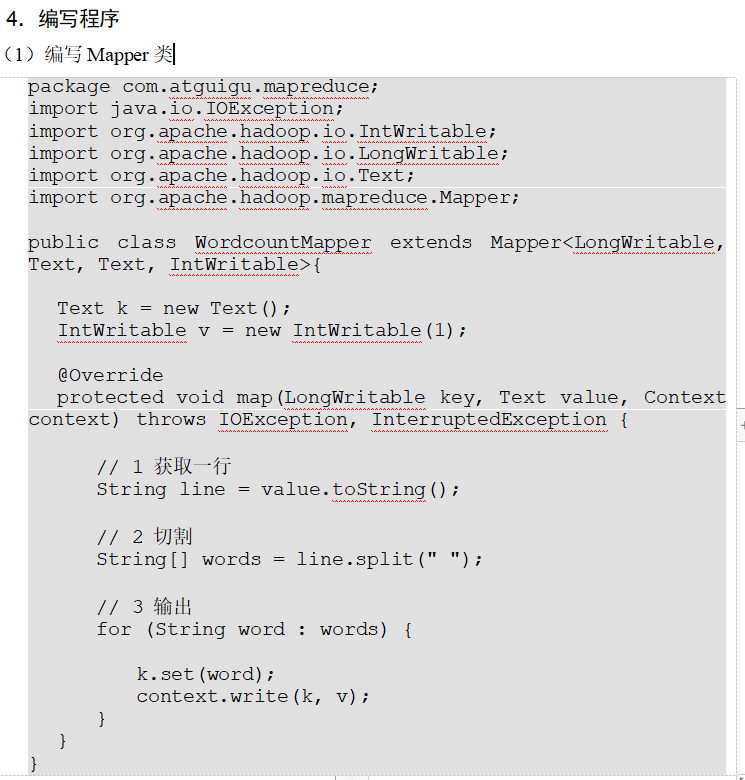 4. 编写程序
（1）编写 Mapper 类
package com.atguigu.mapreduce;
import java.io.IOException;
import org.apache.hadoop.io.IntWritable;
import org.apache.hadoop.io.LongWritable;
import org.apache.hadoop.io.Text;
import org.apache.hadoop.mapreduce.Mapper;
public class WordcountMapper extends Mapper<LongWritable,
Text, Text, IntWritable>{
Text k = new Text();
IntWritable v = new IntWritable(1);
@Override
protected void map(LongWritable key, Text value, Context
context) throws IOException, InterruptedException {
// 1 获取一行
String line = value.toString();
// 2 切割
String[] words = line.split(" ");
// 3 输出
for (String word : words) {
k.set(word);
context.write(k, v);
}
}
}